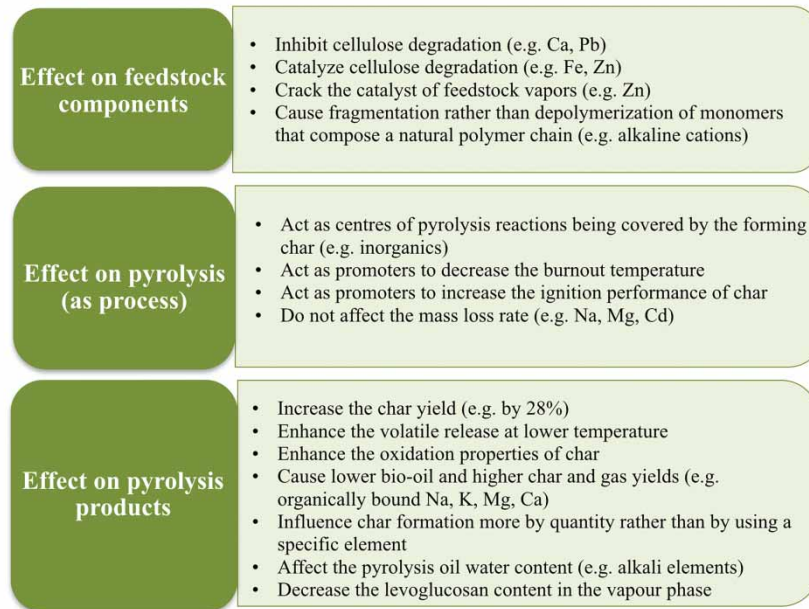 Effect on feedstock
components
• Inhibit cellulose degradation (e.g. Ca, Pb)
• Catalyze cellulose degradation (e.g. Fe, Zn)
• Crack the catalyst of feedstock vapors (e.g. Zn)
• Cause fragmentation rather than depolymerization of monomers
that compose a natural polymer chain (e.g. alkaline cations)
Effect on pyrolysis
(as process)
• Act as centres of pyrolysis reactions being covered by the forming
char (e.g. inorganics)
• Act as promoters to decrease the burnout temperature
• Act as promoters to increase the ignition performance of char
• Do not affect the mass loss rate (e.g. Na, Mg, Cd)
Effect on pyrolysis
products
• Increase the char yield (e.g. by 28%)
• Enhance the volatile release at lower temperature
• Enhance the oxidation properties of char
• Cause lower bio-oil and higher char and gas yields (e.g.
organically bound Na, K, Mg, Ca)
• Influence char formation more by quantity rather than by using a
specific element
• Affect the pyrolysis oil water content (e.g. alkali elements)
• Decrease the levoglucosan content in the vapour phase